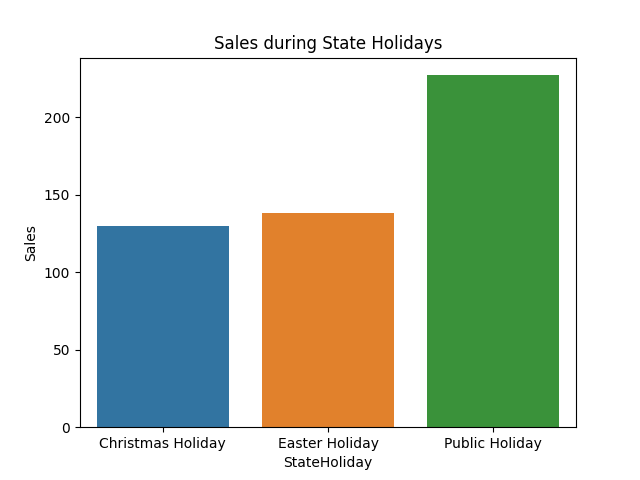 Sales during State Holidays
200
150
100
50
0
Sales
Christmas Holiday
Easter Holiday
Public Holiday
StateHoliday